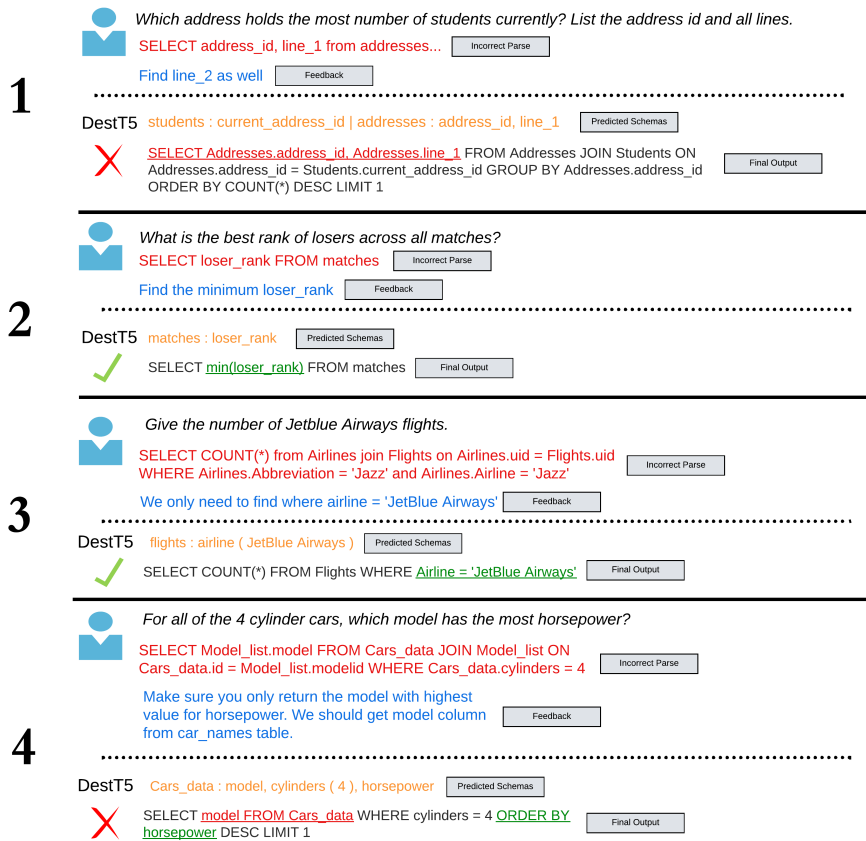 1
Which address holds the most number of students currently? List the address id and all lines.
SELECT address_id, line_1 from addresses... Incorrect Parse
Find line_2 as well Feedback
DestT5 students : current_address_id | addresses : address_id, line_1 Predicted Schemas
SELECT Addresses.address_id, Addresses.line_1 FROM Addresses JOIN Students ON
Addresses.address_id = Students.current_address_id GROUP BY Addresses.address_id
ORDER BY COUNT(*) DESC LIMIT 1
Final Output
2
What is the best rank of losers across all matches?
SELECT loser_rank FROM matches Incorrect Parse
Find the minimum loser_rank Feedback
DestT5 matches : loser_rank Predicted Schemas
SELECT min(loser_rank) FROM matches Final Output
3
Give the number of Jetblue Airways flights.
SELECT COUNT(*) from Airlines join Flights on Airlines.uid = Flights.uid
WHERE Airlines.Abbreviation = 'Jazz' and Airlines.Airline = 'Jazz'
Incorrect Parse
We only need to find where airline = 'JetBlue Airways' Feedback
DestT5 flights : airline ( JetBlue Airways ) Predicted Schemas
SELECT COUNT(*) FROM Flights WHERE Airline = 'JetBlue Airways' Final Output
4
For all of the 4 cylinder cars, which model has the most horsepower?
SELECT Model_list.model FROM Cars_data JOIN Model_list ON
Cars_data.id = Model_list.modelid WHERE Cars_data.cylinders = 4
Incorrect Parse
Make sure you only return the model with highest
value for horsepower. We should get model column
from car_names table.
Feedback
DestT5 Cars_data : model, cylinders ( 4 ), horsepower Predicted Schemas
SELECT model FROM Cars_data WHERE cylinders = 4 ORDER BY
horsepower DESC LIMIT 1
Final Output